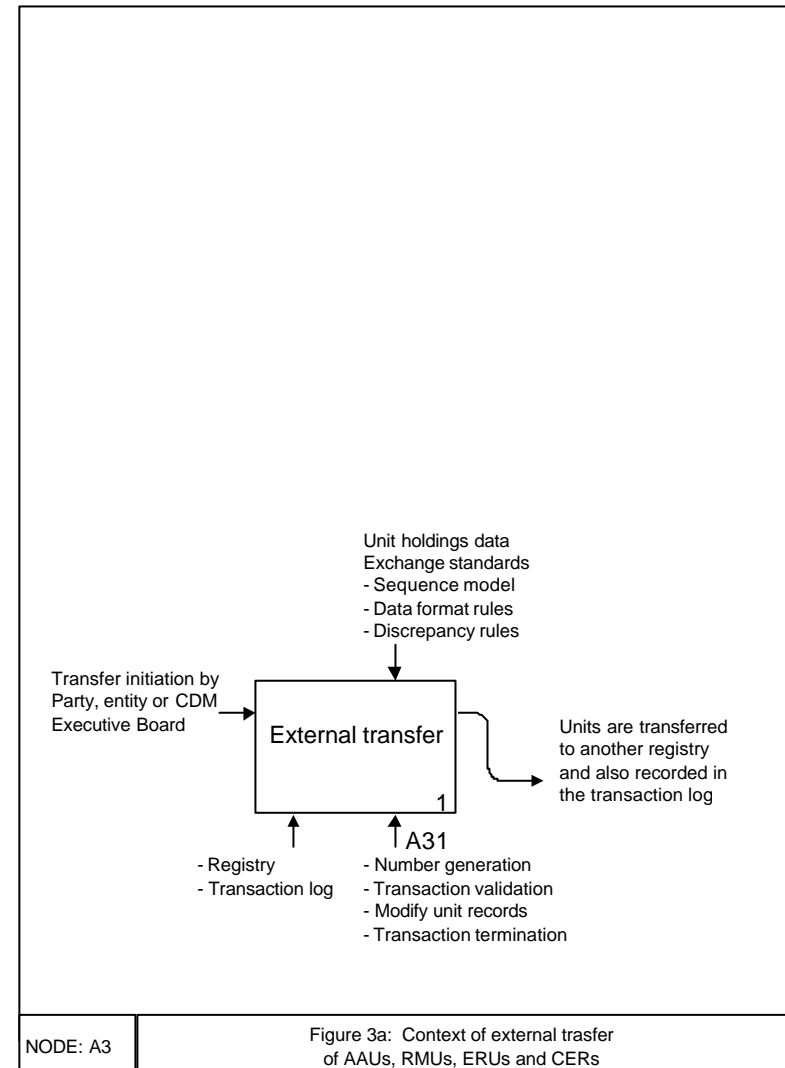 Unit holdings data
Exchange standards
- Sequence model
- Data format rules
- Discrepancy rules
Transfer initiation by
Party, entity or CDM
Executive Board
External transfer
1
Units are transferred
to another registry
and also recorded in
the transaction log
A31
- Registry
- Transaction log
- Number generation
- Transaction validation
- Modify unit records
- Transaction termination
NODE: A3
Figure 3a: Context of external trasfer
of AAUs, RMUs, ERUs and CERs